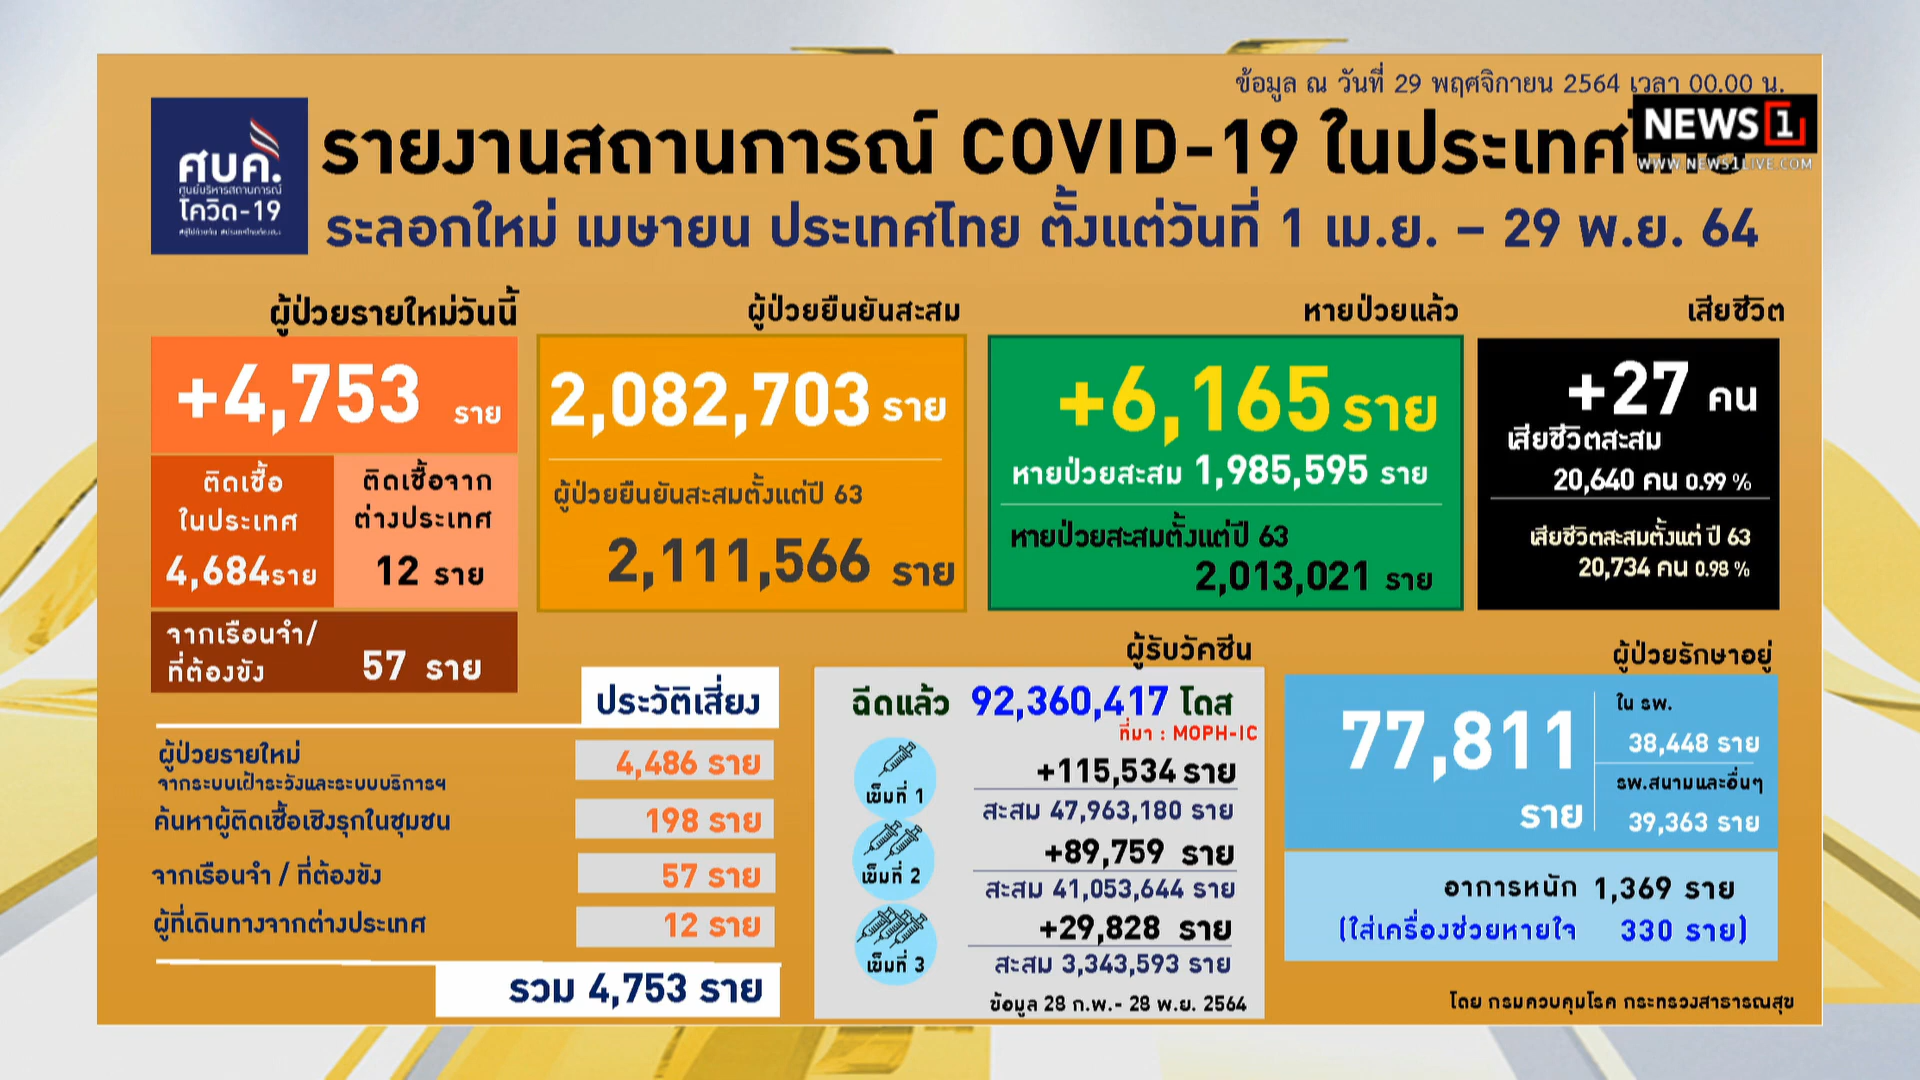 ข้อมูล ณ วันที่ 29 พฤศจิกายน 2564 เวลา 00.00 น.
NEWS 1
WWW.NEWS1LIVE.COM
ศบค.
ศูนย์บริหารสถานการณ์
โควิด-19
รายงานสถานการณ์ COVID-19 ในประเทศ
ระลอกใหม่ เมษายน ประเทศไทย ตั้งแต่วันที่ 1 เม.ย. – 29 พ.ย. 64
ผู้ป่วยรายใหม่วันนี้
+4,753 ราย
ติดเชื้อ
ในประเทศ
4,684ราย
ติดเชื้อจาก
ต่างประเทศ
12 ราย
จากเรือนจำ/
ที่ต้องขัง
57 ราย
ผู้ป่วยยืนยันสะสม
2,082,703 ราย
ผู้ป่วยยืนยันสะสมตั้งแต่ปี 63
2,111,566 ราย
หายป่วยแล้ว
+6,165 ราย
หายป่วยสะสม 1,985,595 ราย
หายป่วยสะสมตั้งแต่ปี 63
2,013,021 ราย
เสียชีวิต
+27 คน
เสียชีวิตสะสม
20,640 คน 0.99 %
เสียชีวิตสะสมตั้งแต่ ปี 63
20,734 คน 0.98 %
ประวัติเสี่ยง
ผู้ป่วยรายใหม่
จากระบบเฝ้าระวังและระบบบริการฯ
4,486 ราย
ค้นหาผู้ติดเชื้อเชิงรุกในชุมชน
198 ราย
จากเรือนจำ / ที่ต้องขัง
57 ราย
ผู้ที่เดินทางจากต่างประเทศ
12 ราย
รวม 4,753 ราย
ผู้รับวัคซีน
ฉีดแล้ว 92,360,417 โดส
ที่มา : MOPH-IC
เข็มที่ 1
+115,534 ราย
สะสม 47,963,180 ราย
เข็มที่ 2
+89,759 ราย
สะสม 41,053,644 ราย
เข็มที่ 3
+29,828 ราย
สะสม 3,343,593 ราย
ข้อมูล 28 ก.พ.- 28 พ.ย. 2564
ผู้ป่วยรักษาอยู่
77,811
ราย
ใน รพ.
38,448 ราย
รพ.สนามและอื่นๆ
39,363 ราย
อาการหนัก 1,369 ราย
(ใส่เครื่องช่วยหายใจ 330 ราย)
โดย กรมควบคุมโรค กระทรวงสาธารณสุข